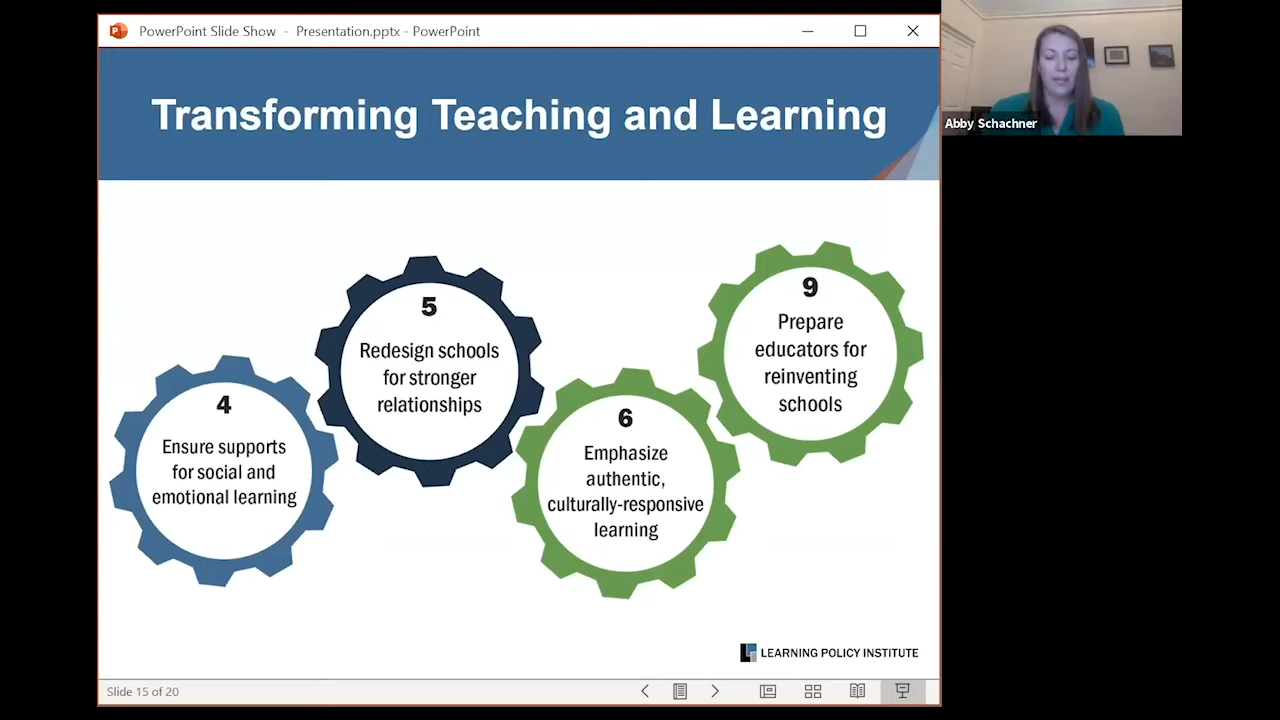 PowerPoint Slide Show - Presentation.pptx - PowerPoint
Transforming Teaching and Learning
Abby Schachner
4
Ensure supports
for social and
emotional learning
5
Redesign schools
for stronger
relationships
6
Emphasize
authentic,
culturally-responsive
learning
9
Prepare
educators for
reinventing
schools
LEARNING POLICY INSTITUTE
Slide 15 of 20